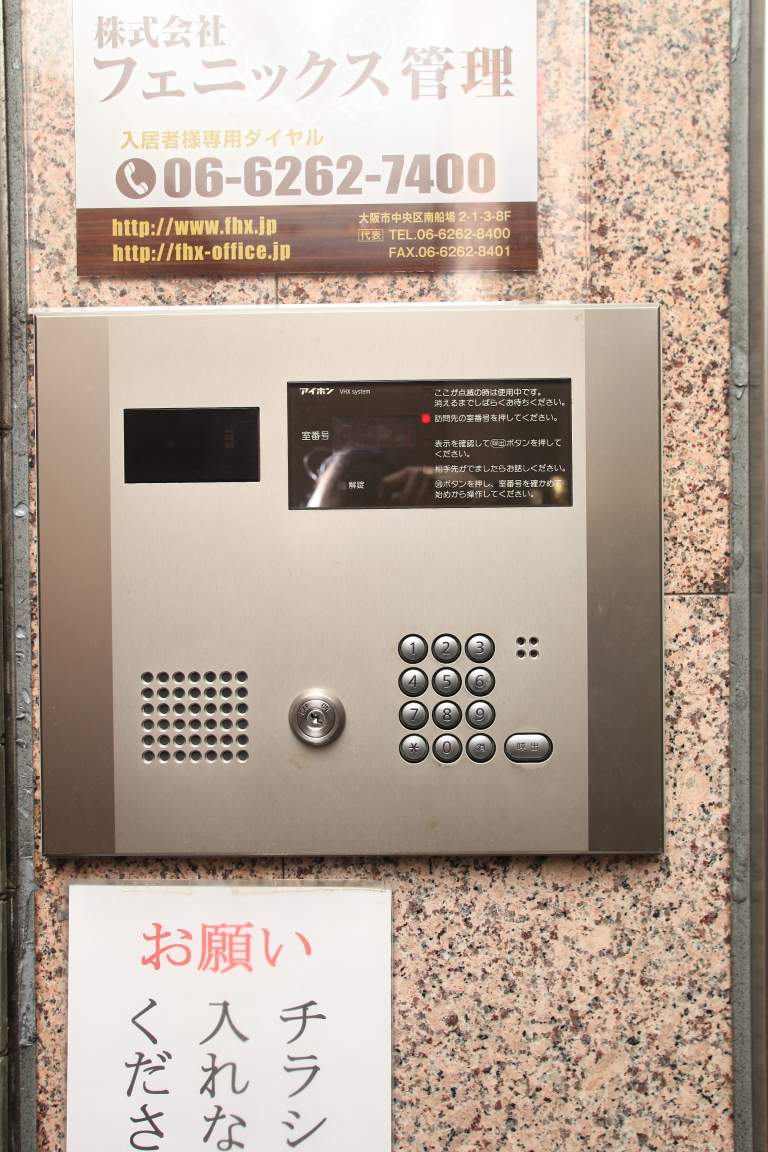 株式会社
フェニックス管理
入居者様専用ダイヤル
06-6262-7400
http://www.fhx.jp
http://fhx-office.jp
大阪市中央区南船場2-1-3-8F
代表 TEL.06-6262-8400
FAX.06-6262-8401
アイホン VHX system
室番号
解錠
ここが点滅の時は使用中です。
消えるまでしばらくお待ちください。
訪問先の室番号を押してください。
表示を確認して呼出ボタンを押して
ください。
相手先がでましたらお話しください。
消ボタンを押し、室番号を確かめて
始めから操作してください。
1 2 3
4 5 6
7 8 9
* 0 消 呼出
お願い
チラシ
入れな
くださ